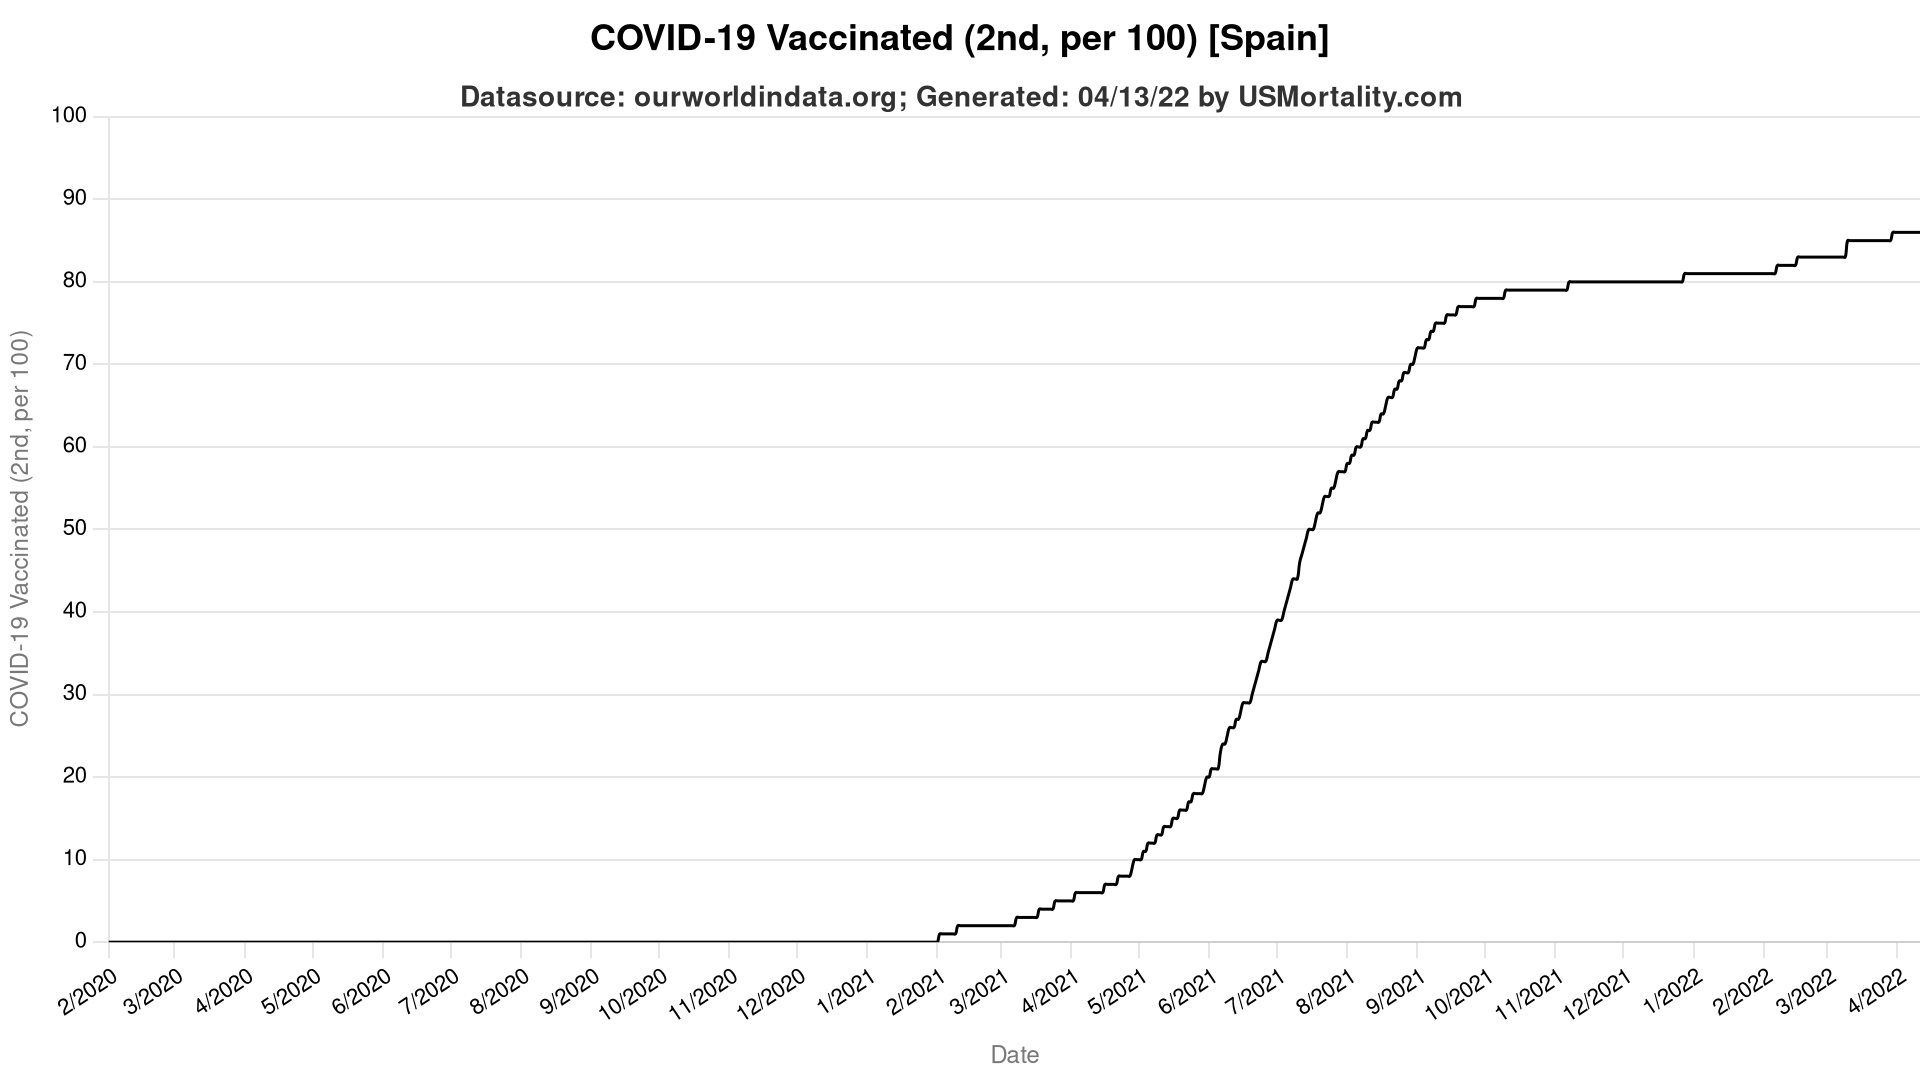 COVID-19 Vaccinated (2nd, per 100) [Spain]
Datasource: ourworldindata.org; Generated: 04/13/22 by USMortality.com
COVID-19 Vaccinated (2nd, per 100)
100
90
80
70
60
50
40
30
20
10
0
2/2020 3/2020 4/2020 5/2020 6/2020 7/2020 8/2020 9/2020 10/2020 11/2020 12/2020 1/2021 2/2021 3/2021 4/2021 5/2021 6/2021 7/2021 8/2021 9/2021 10/2021 11/2021 12/2021 1/2022 2/2022 3/2022 4/2022
Date